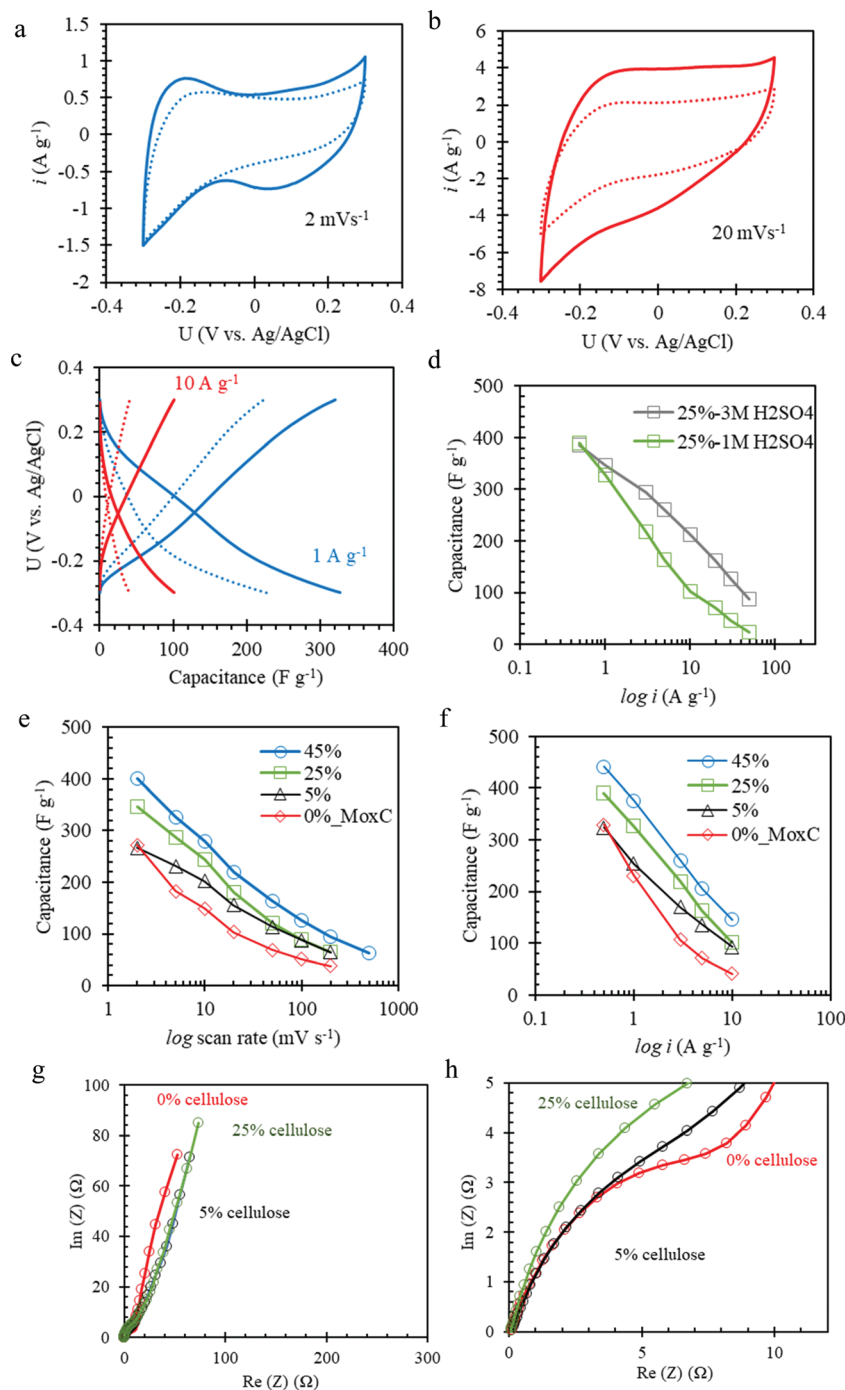 a
1.5
1
0.5
0
-0.5
-1
-1.5
-2
-0.4
-0.2
0
0.2
0.4
i (A g-1)
2 mVs-1
U (V vs. Ag/AgCl)
b
6
4
2
0
-2
-4
-6
-8
-0.4
-0.2
0
0.2
0.4
i (A g-1)
20 mVs-1
U (V vs. Ag/AgCl)
c
0.4
0.2
0
-0.2
-0.4
0
100
200
300
400
U (V vs. Ag/AgCl)
10 A g-1
1 A g-1
Capacitance (F g-1)
d
500
400
300
200
100
0
0.1
1
10
100
Capacitance (F g-1)
25%-3M H2SO4
25%-1M H2SO4
log i (A g-1)
e
500
400
300
200
100
0
1
10
100
1000
Capacitance (F g-1)
45%
25%
5%
0%_MoxC
log scan rate (mV s-1)
f
500
400
300
200
100
0
0.1
1
10
100
Capacitance (F g-1)
45%
25%
5%
0%_MoxC
log i (A g-1)
g
100
80
60
40
20
0
0
100
200
300
Im (Z) (Ω)
0% cellulose
25% cellulose
5% cellulose
Re (Z) (Ω)
h
5
4
3
2
1
0
0
5
10
Im (Z) (Ω)
25% cellulose
0% cellulose
5% cellulose
Re (Z) (Ω)